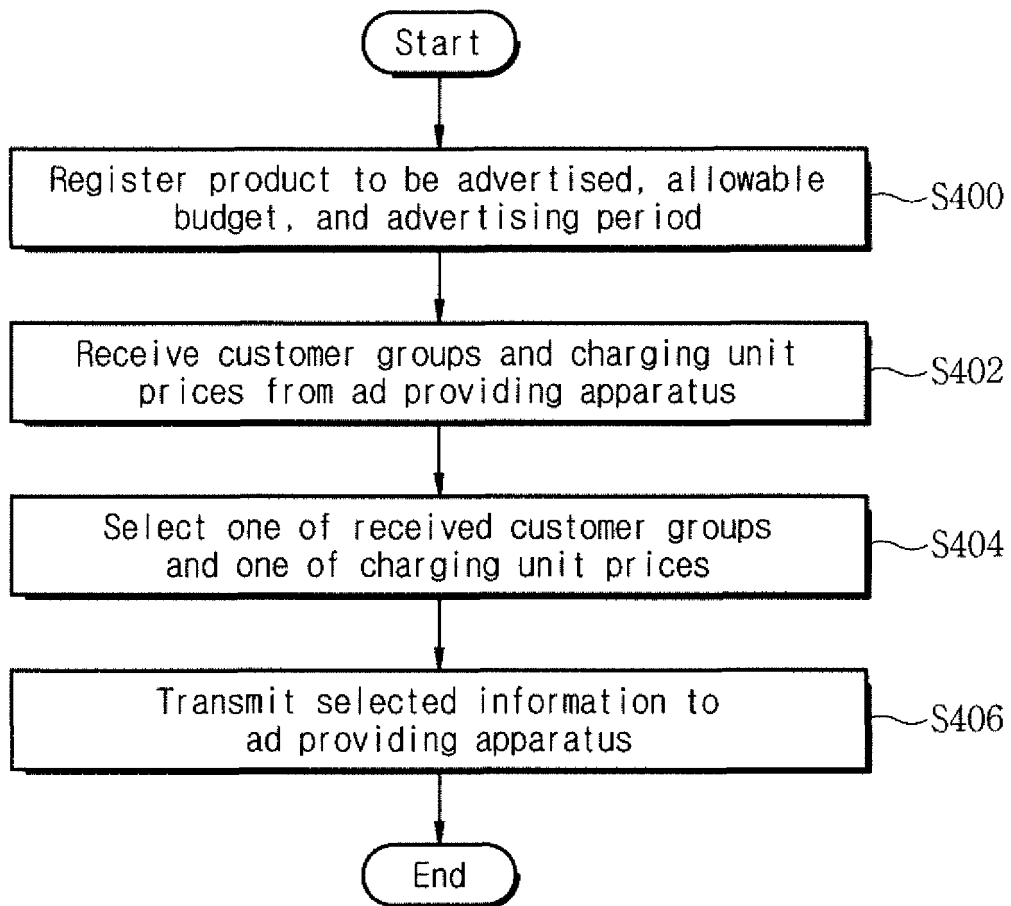 Start
Register product to be advertised, allowable
budget, and advertising period
S400
Receive customer groups and charging unit
prices from ad providing apparatus
S402
Select one of received customer groups
and one of charging unit prices
S404
Transmit selected information to
ad providing apparatus
S406
End